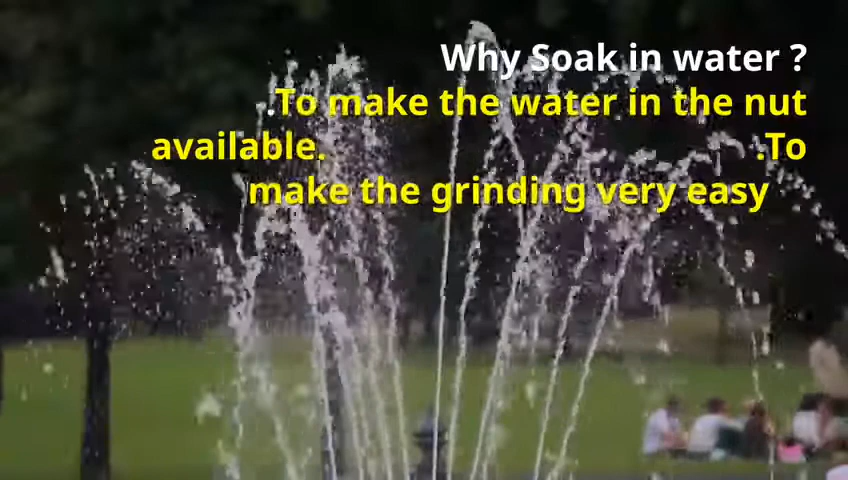 Why Soak in water ?
.To make the water in the nut
available. .To
make the grinding very easy